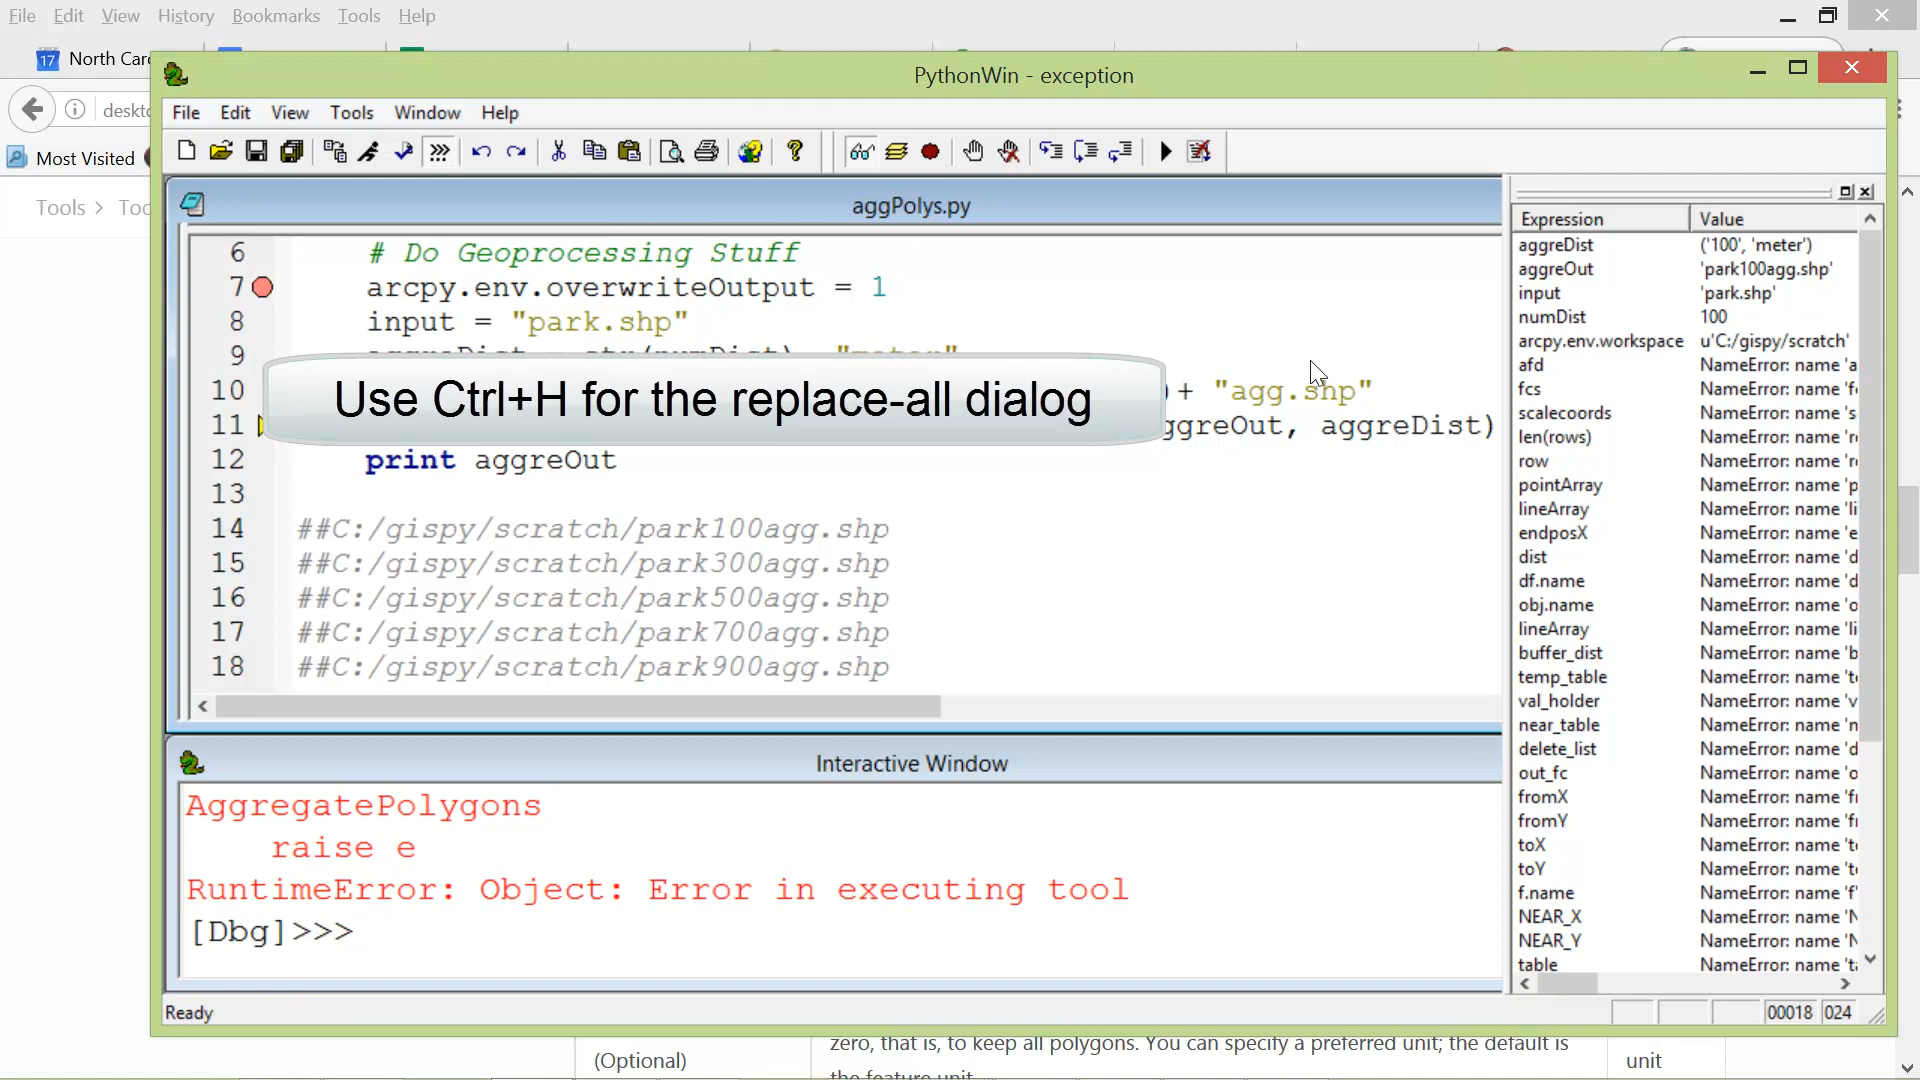 File Edit View History Bookmarks Tools Help
17 North Car
PythonWin - exception
File Edit View Tools Window Help
Most Visited
Tools >
aggPolys.py
6 # Do Geoprocessing Stuff
7 arcpy.env.overwriteOutput = 1
8 input = "park.shp"
9
Use Ctrl+H for the replace-all dialog
10 + "agg.shp"
11 ggreOut, aggreDist)
12 print aggreOut
13
14 ##C:/gispy/scratch/park100agg.shp
15 ##C:/gispy/scratch/park300agg.shp
16 ##C:/gispy/scratch/park500agg.shp
17 ##C:/gispy/scratch/park700agg.shp
18 ##C:/gispy/scratch/park900agg.shp
Interactive Window
AggregatePolygons
raise e
RuntimeError: Object: Error in executing tool
[Dbg]>>>
Expression Value
aggreDist ('100', 'meter')
aggreOut 'park100agg.shp'
input 'park.shp'
numDist 100
arcpy.env.workspace u'C:/gispy/scratch'
afd NameError: name 'a
fcs NameError: name 'f
scalecoords NameError: name 's
len(rows) NameError: name 'r
row NameError: name 'r
pointArray NameError: name 'p
lineArray NameError: name 'li
endposX NameError: name 'e
dist NameError: name 'd
df.name NameError: name 'd
obj.name NameError: name 'o
lineArray NameError: name 'li
buffer_dist NameError: name 'b
temp_table NameError: name 't
val_holder NameError: name 'v
near_table NameError: name 'n
delete_list NameError: name 'd
out_fc NameError: name 'o
fromX NameError: name 'f
fromY NameError: name 'f
toX NameError: name 't
toY NameError: name 't
f.name NameError: name 'f
NEAR_X NameError: name 'N
NEAR_Y NameError: name 'N
table NameError: name 't
Ready 00018 024
zero, that is, to keep all polygons. You can specify a preferred unit; the default is
(Optional) unit
the feature unit